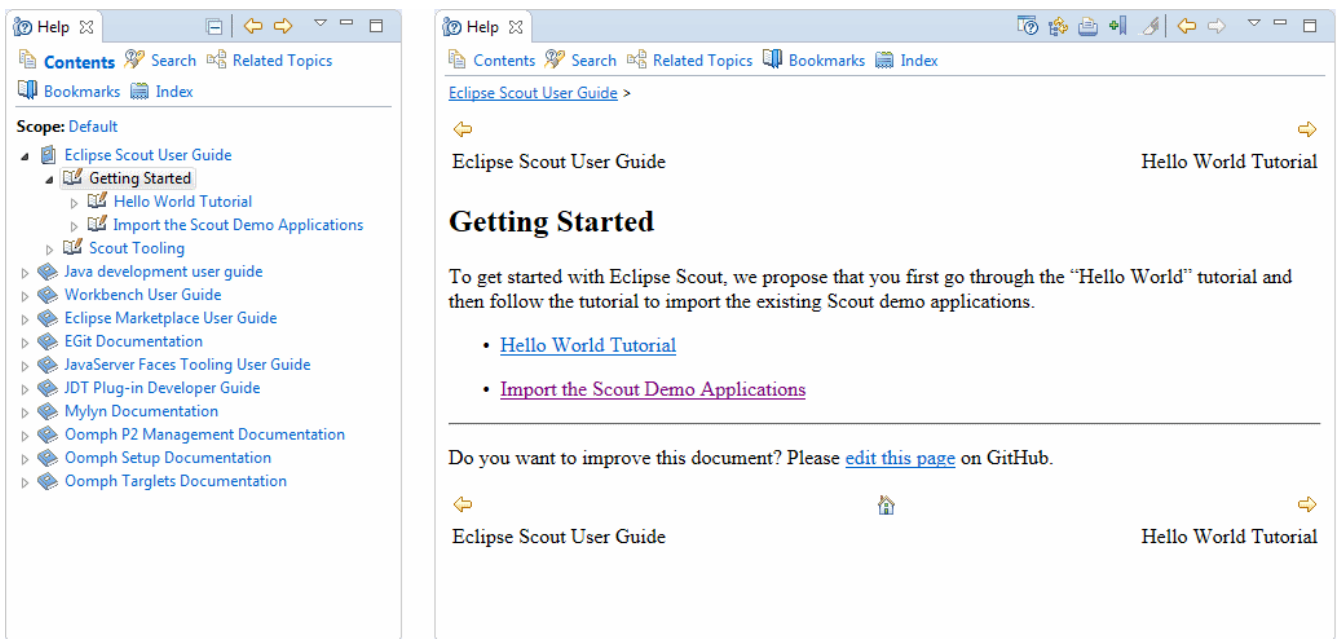 Help
Contents Search Related Topics
Bookmarks Index
Scope: Default
Eclipse Scout User Guide
Getting Started
Hello World Tutorial
Import the Scout Demo Applications
Scout Tooling
Java development user guide
Workbench User Guide
Eclipse Marketplace User Guide
EGit Documentation
JavaServer Faces Tooling User Guide
JDT Plug-in Developer Guide
Mylyn Documentation
Oomph P2 Management Documentation
Oomph Setup Documentation
Oomph Targlets Documentation
Help
Contents Search Related Topics Bookmarks Index
Eclipse Scout User Guide >
Eclipse Scout User Guide Hello World Tutorial
Getting Started
To get started with Eclipse Scout, we propose that you first go through the “Hello World” tutorial and
then follow the tutorial to import the existing Scout demo applications.
• Hello World Tutorial
• Import the Scout Demo Applications
Do you want to improve this document? Please edit this page on GitHub.
Eclipse Scout User Guide Hello World Tutorial